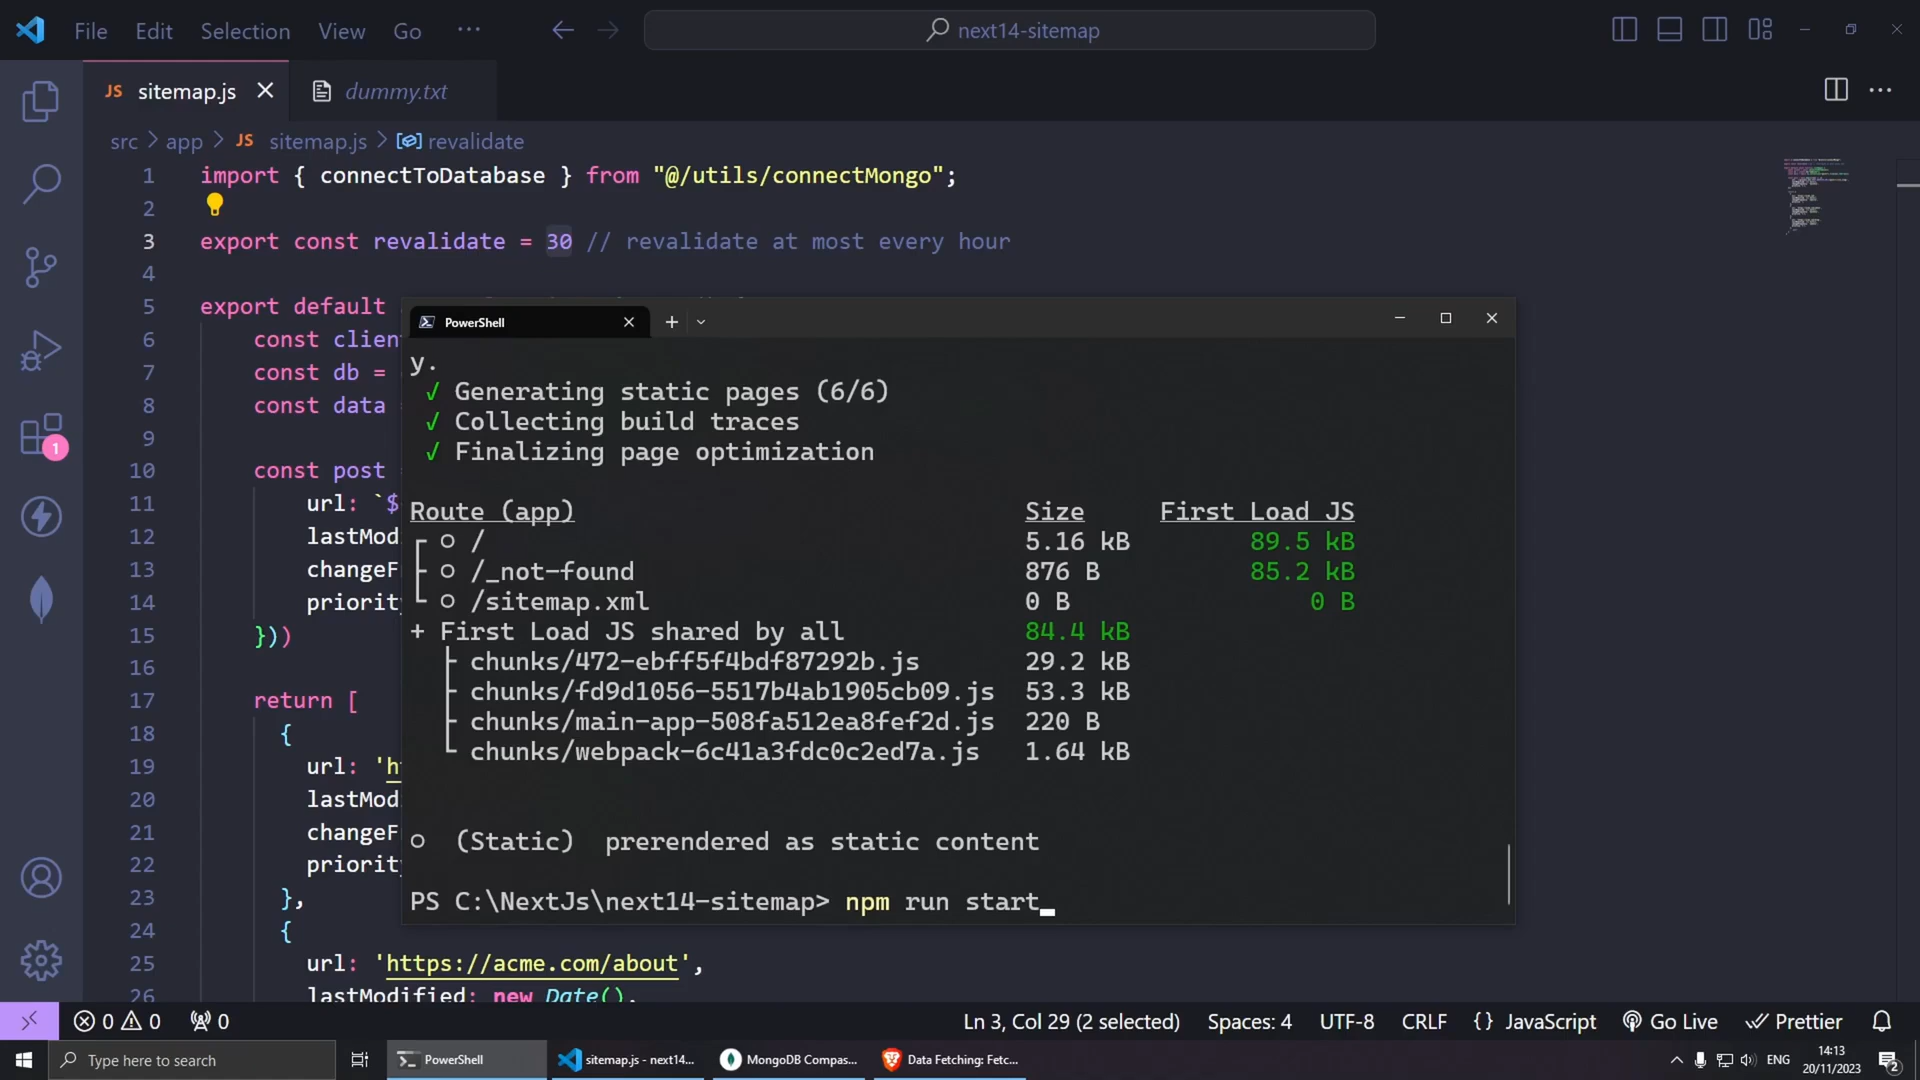 File Edit Selection View Go ··· next14-sitemap
JS sitemap.js dummy.txt
src > app > JS sitemap.js > revalidate
1 import { connectToDatabase } from "@/utils/connectMongo";
2
3 export const revalidate = 30 // revalidate at most every hour
4
5 export default
6 const clien
7 const db =
8 const data
9
10 const post
11 url: `$
12 lastMod
13 changeF
14 priorit
15 }))
16
17 return [
18 {
19 url: 'h
20 lastMod
21 changeF
22 priorit
23 },
24 {
25 url: 'https://acme.com/about',
26 lastModified: new Date(),
1
PowerShell
y.
√ Generating static pages (6/6)
√ Collecting build traces
√ Finalizing page optimization
Route (app) Size First Load JS
┌ ○ / 5.16 kB 89.5 kB
├ ○ /_not-found 876 B 85.2 kB
└ ○ /sitemap.xml 0 B 0 B
+ First Load JS shared by all 84.4 kB
├ chunks/472-ebff5f4bdf87292b.js 29.2 kB
├ chunks/fd9d1056-5517b4ab1905cb09.js 53.3 kB
├ chunks/main-app-508fa512ea8fef2d.js 220 B
└ chunks/webpack-6c41a3fdc0c2ed7a.js 1.64 kB
○ (Static) prerendered as static content
PS C:\NextJs\next14-sitemap> npm run start_
0 0 0 Ln 3, Col 29 (2 selected) Spaces: 4 UTF-8 CRLF {} JavaScript Go Live Prettier
Type here to search PowerShell sitemap.js - next14... MongoDB Compas... Data Fetching: Fetc... ENG 14:13
20/11/2023 2